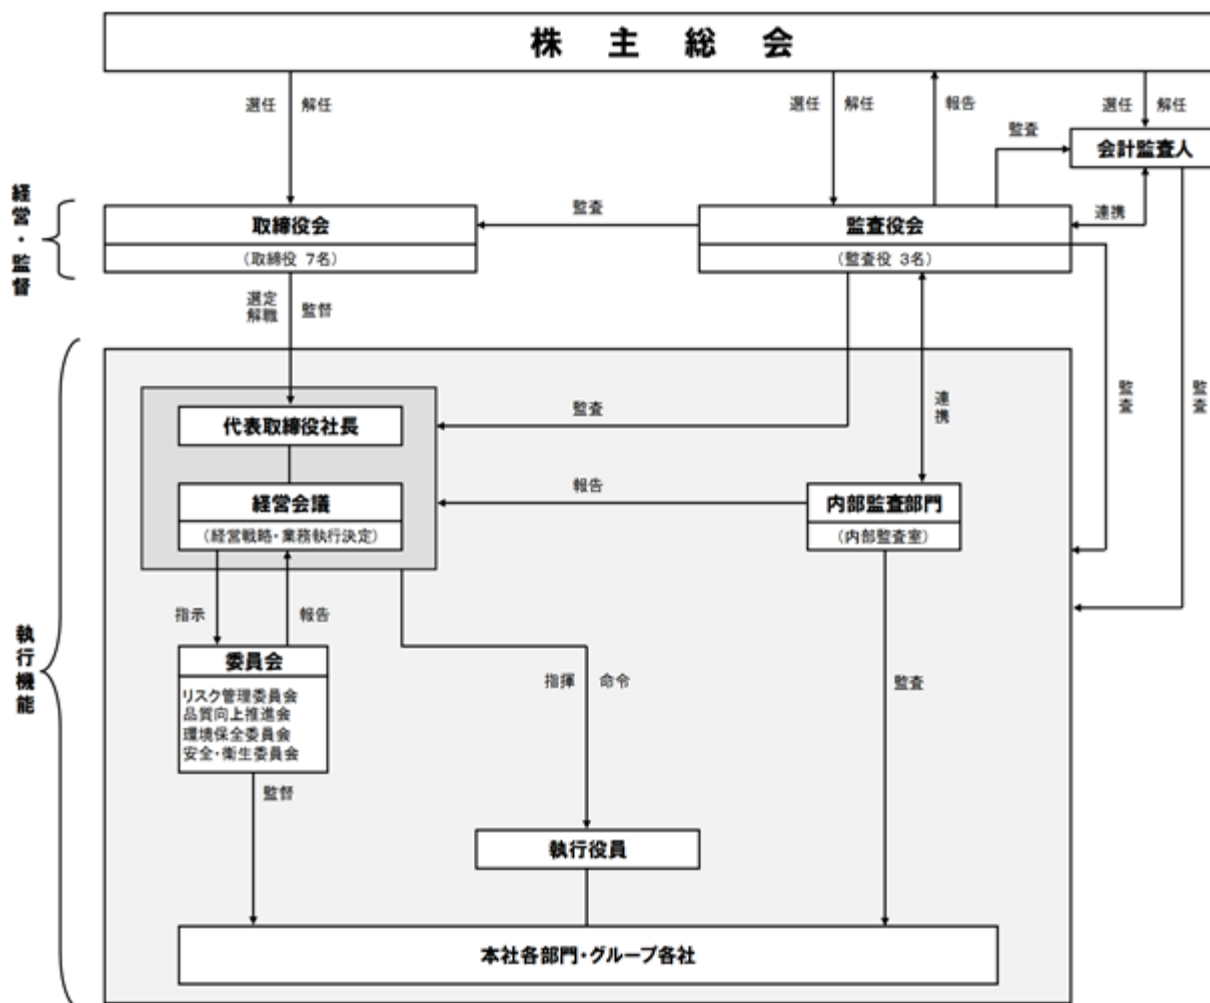 株 主 総 会
選任 解任
選任 解任
報告
選任 解任
監査
会計監査人
経営・監督
取締役会
(取締役 7名)
監査
監査役会
(監査役 3名)
連携
選定
解職
監督
監査
監査
代表取締役社長
監査
連携
経営会議
(経営戦略・業務執行決定)
報告
内部監査部門
(内部監査室)
執行機能
指示
報告
委員会
リスク管理委員会
品質向上推進会
環境保全委員会
安全・衛生委員会
指揮 命令
監査
監督
執行役員
本社各部門・グループ各社